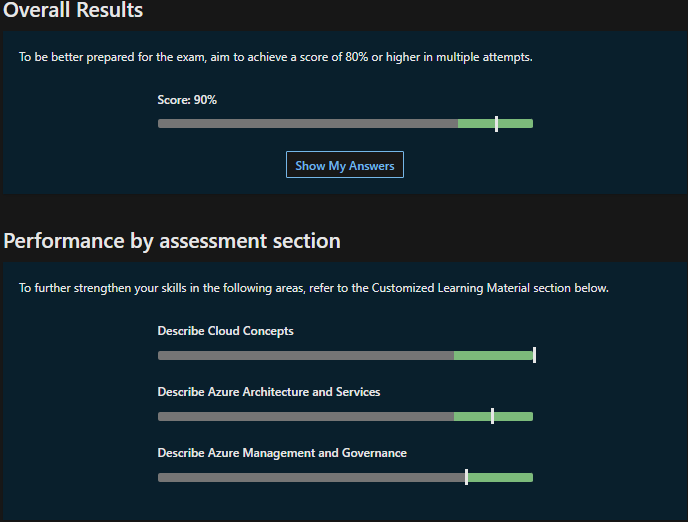 Overall Results
To be better prepared for the exam, aim to achieve a score of 80% or higher in multiple attempts.
Score: 90%
Show My Answers
Performance by assessment section
To further strengthen your skills in the following areas, refer to the Customized Learning Material section below.
Describe Cloud Concepts
Describe Azure Architecture and Services
Describe Azure Management and Governance